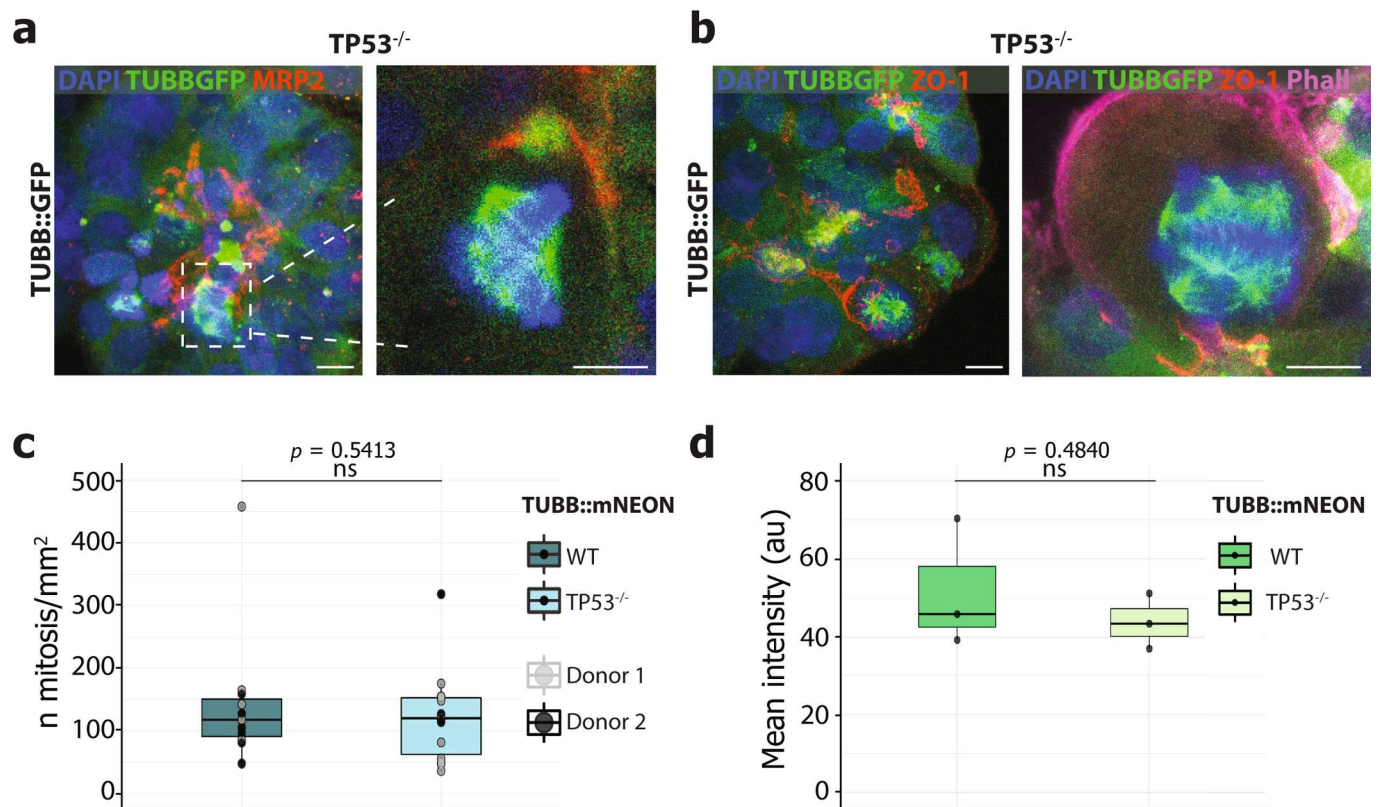 a
TP53-/-
DAPI TUBBGFP MRP2
TUBB::GFP
b
TP53-/-
DAPI TUBBGFP ZO-1
DAPI TUBBGFP ZO-1 Phall
TUBB::GFP
c
p = 0.5413
ns
500
400
300
200
100
0
n mitosis/mm2
TUBB::mNEON
WT
TP53-/-
Donor 1
Donor 2
d
p = 0.4840
ns
80
60
40
20
0
Mean intensity (au)
TUBB::mNEON
WT
TP53-/-